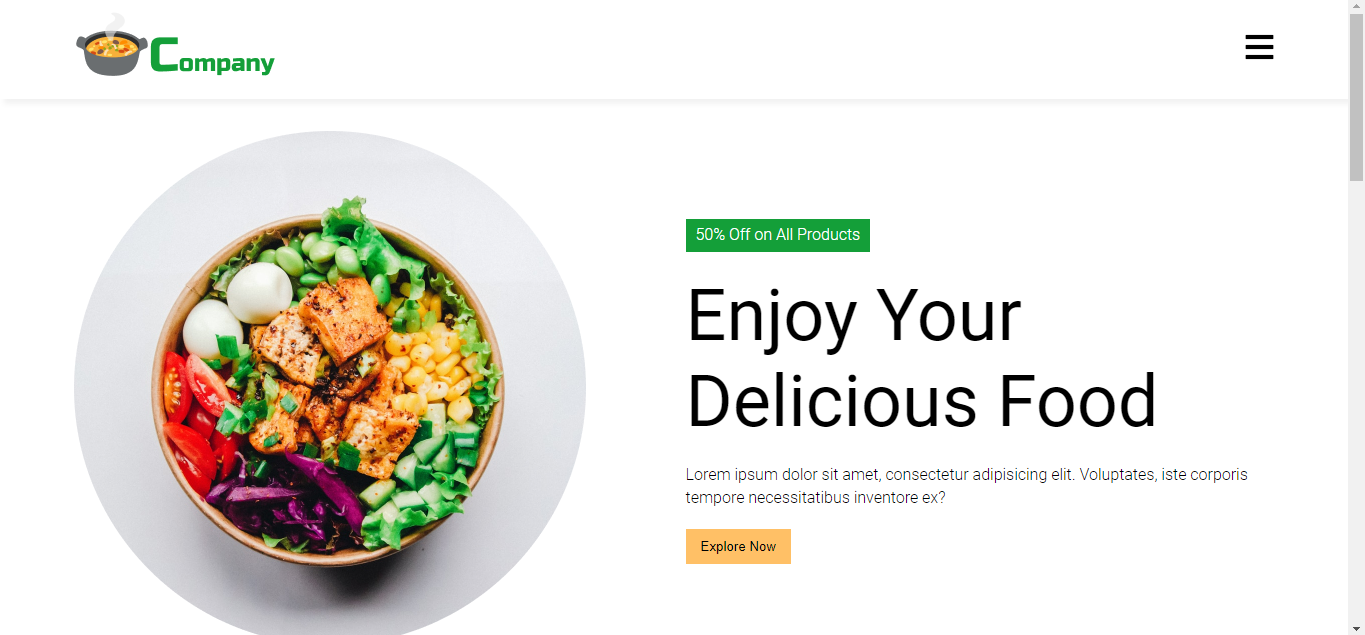 Company
50% Off on All Products
Enjoy Your
Delicious Food
Lorem ipsum dolor sit amet, consectetur adipisicing elit. Voluptates, iste corporis
tempore necessitatibus inventore ex?
Explore Now